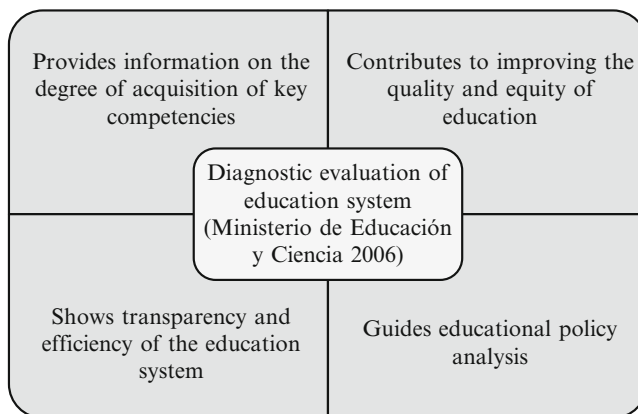 Provides information on the
degree of acquisition of key
competencies
Contributes to improving the
quality and equity of
education
Diagnostic evaluation of
education system
(Ministerio de Educación
y Ciencia 2006)
Shows transparency and
efficiency of the education
system
Guides educational policy
analysis